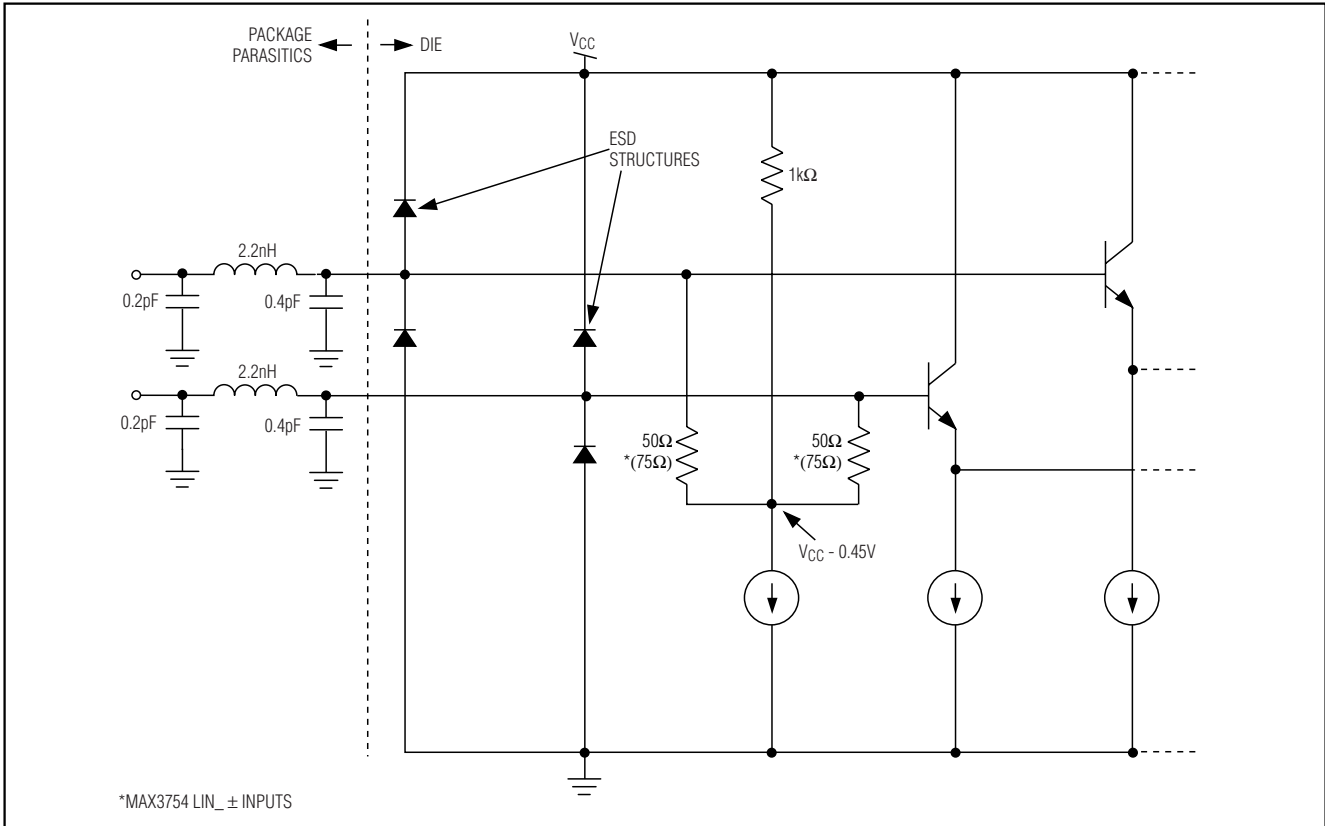 PACKAGE
PARASITICS
DIE
VCC
ESD
STRUCTURES
1kΩ
2.2nH
0.2pF
0.4pF
2.2nH
0.2pF
0.4pF
50Ω
*(75Ω)
50Ω
*(75Ω)
VCC - 0.45V
*MAX3754 LIN_ ± INPUTS